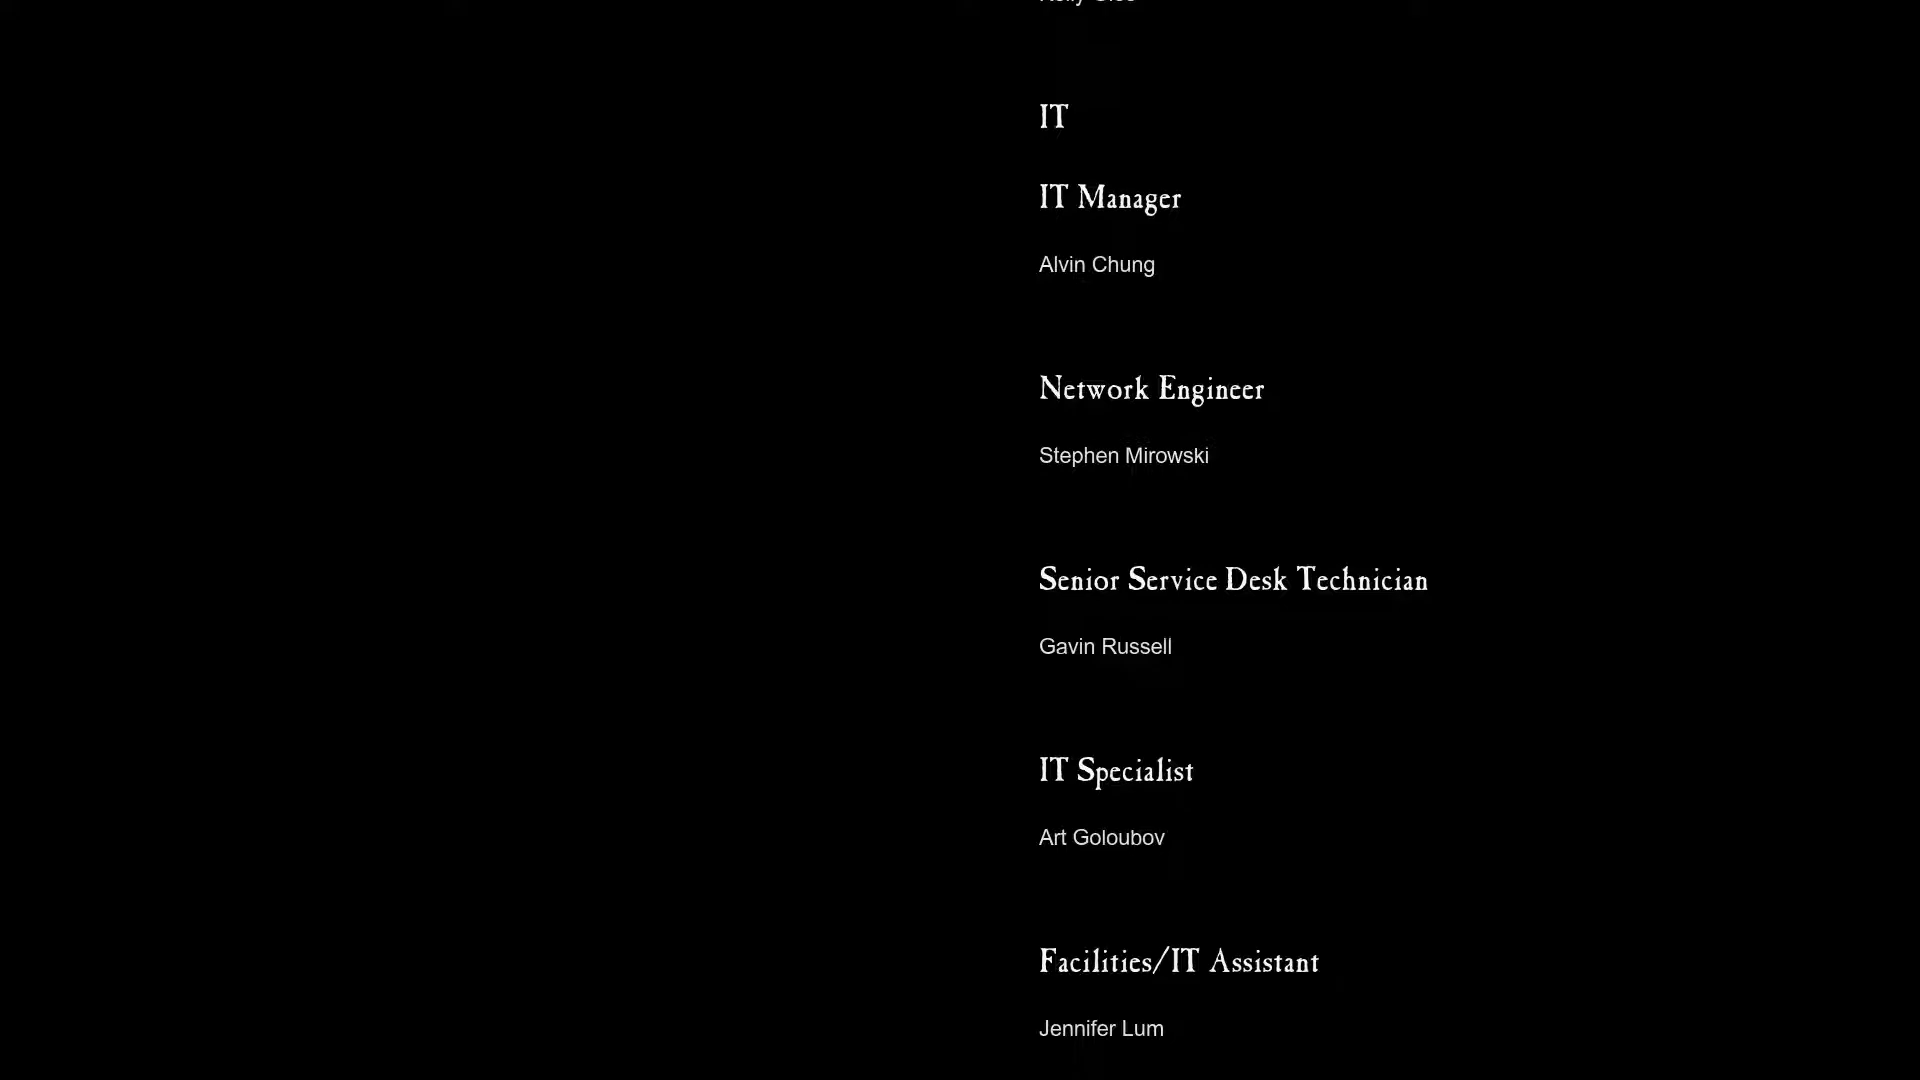 IT
IT Manager
Alvin Chung
Network Engineer
Stephen Mirowski
Senior Service Desk Technician
Gavin Russell
IT Specialist
Art Goloubov
Facilities/IT Assistant
Jennifer Lum